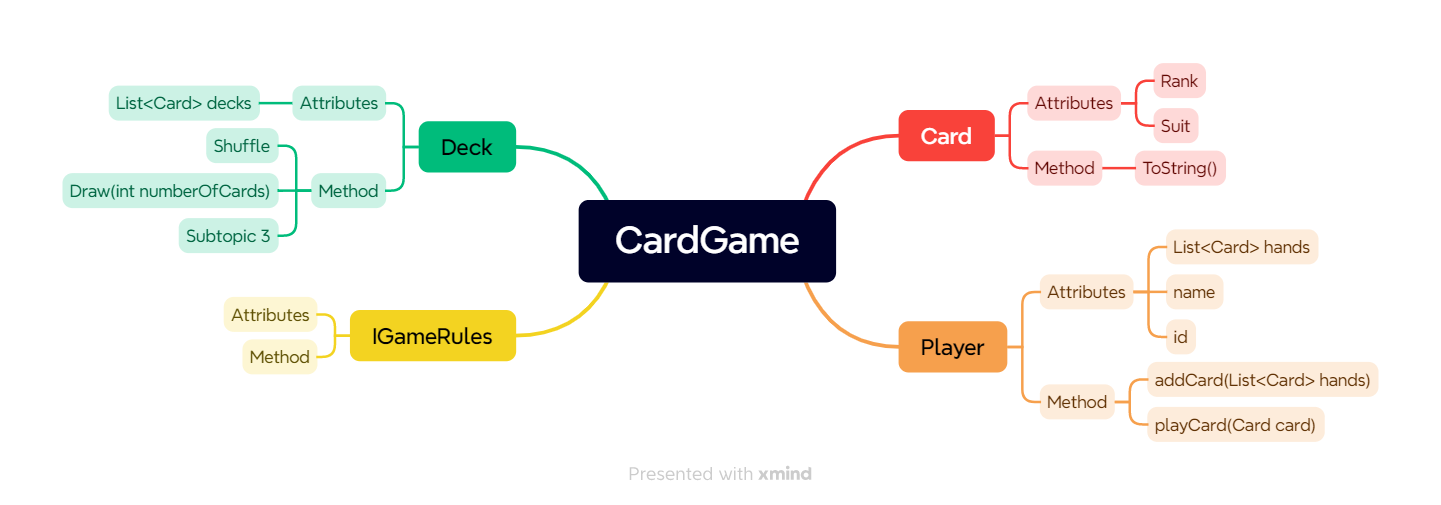 CardGame
Card
Attributes
Rank
Suit
Method
ToString()
Player
Attributes
List<Card> hands
name
id
Method
addCard(List<Card> hands)
playCard(Card card)
Deck
Attributes
List<Card> decks
Method
Shuffle
Draw(int numberOfCards)
Subtopic 3
IGameRules
Attributes
Method
Presented with xmind